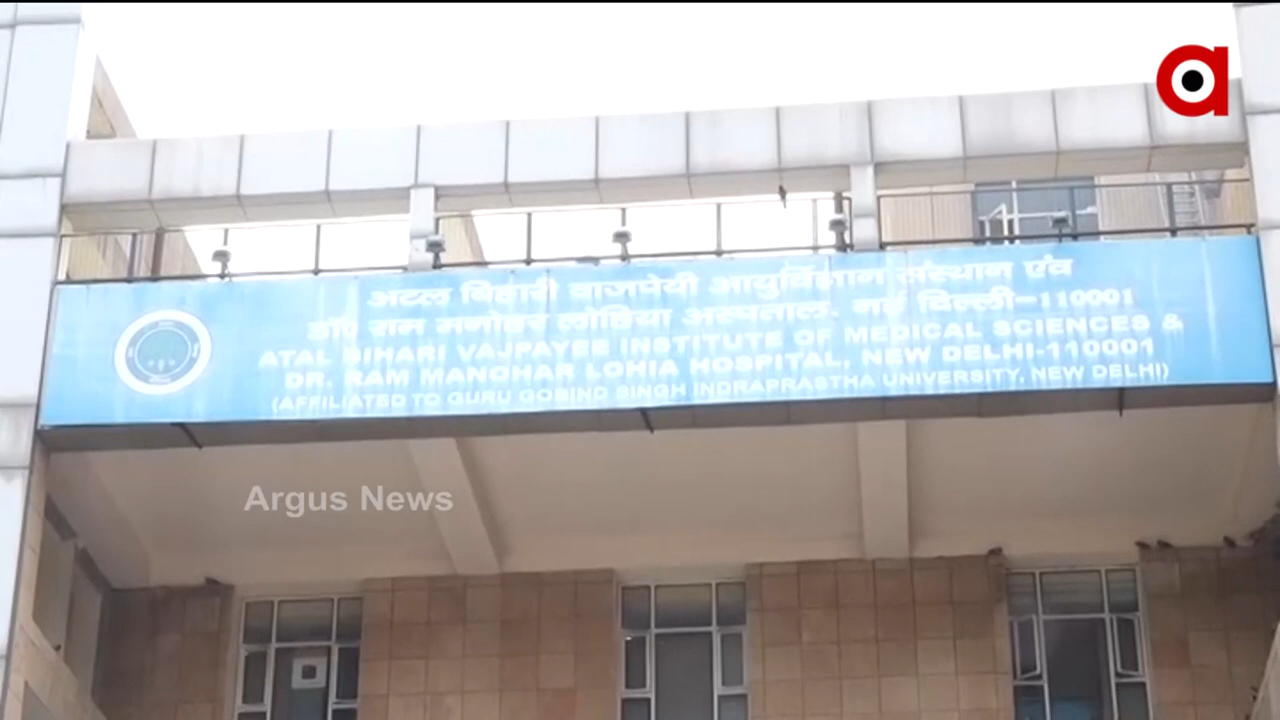 अटल बिहारी वाजपेयी आयुर्विज्ञान संस्थान एंव
डॉ० राम मनोहर लोहिया अस्पताल, नई दिल्ली-110001
ATAL BIHARI VAJPAYEE INSTITUTE OF MEDICAL SCIENCES &
DR. RAM MANOHAR LOHIA HOSPITAL, NEW DELHI-110001
(AFFILIATED TO GURU GOBIND SINGH INDRAPRASTHA UNIVERSITY, NEW DELHI)
Argus News